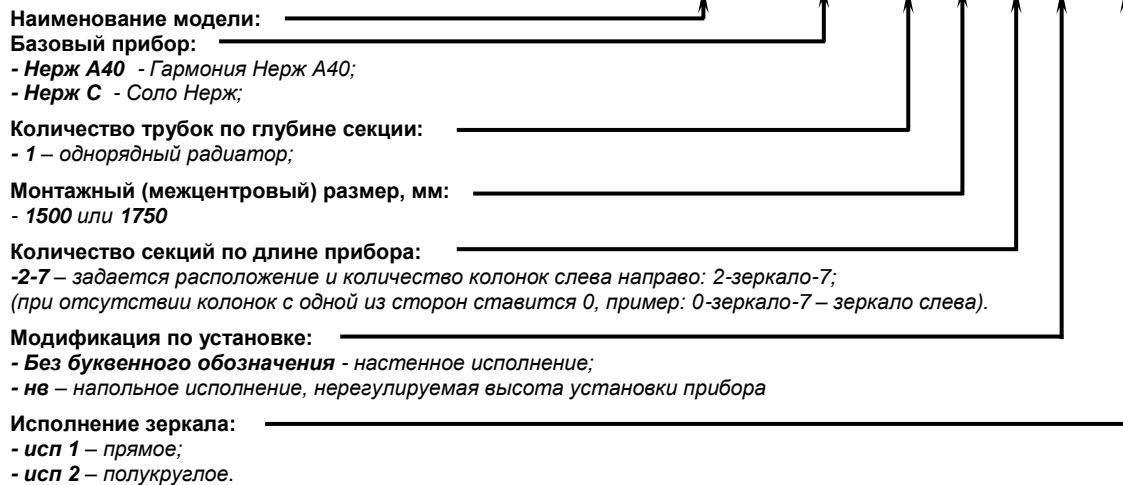 Наименование модели:
Базовый прибор:
- Нерж А40 - Гармония Нерж А40;
- Нерж С - Соло Нерж;
Количество трубок по глубине секции:
- 1 – однорядный радиатор;
Монтажный (межцентровый) размер, мм:
- 1500 или 1750
Количество секций по длине прибора:
-2-7 – задается расположение и количество колонок слева направо: 2-зеркало-7;
(при отсутствии колонок с одной из сторон ставится 0, пример: 0-зеркало-7 – зеркало слева).
Модификация по установке:
- Без буквенного обозначения - настенное исполнение;
- нв – напольное исполнение, нерегулируемая высота установки прибора
Исполнение зеркала:
- исп 1 – прямое;
- исп 2 – полукруглое.